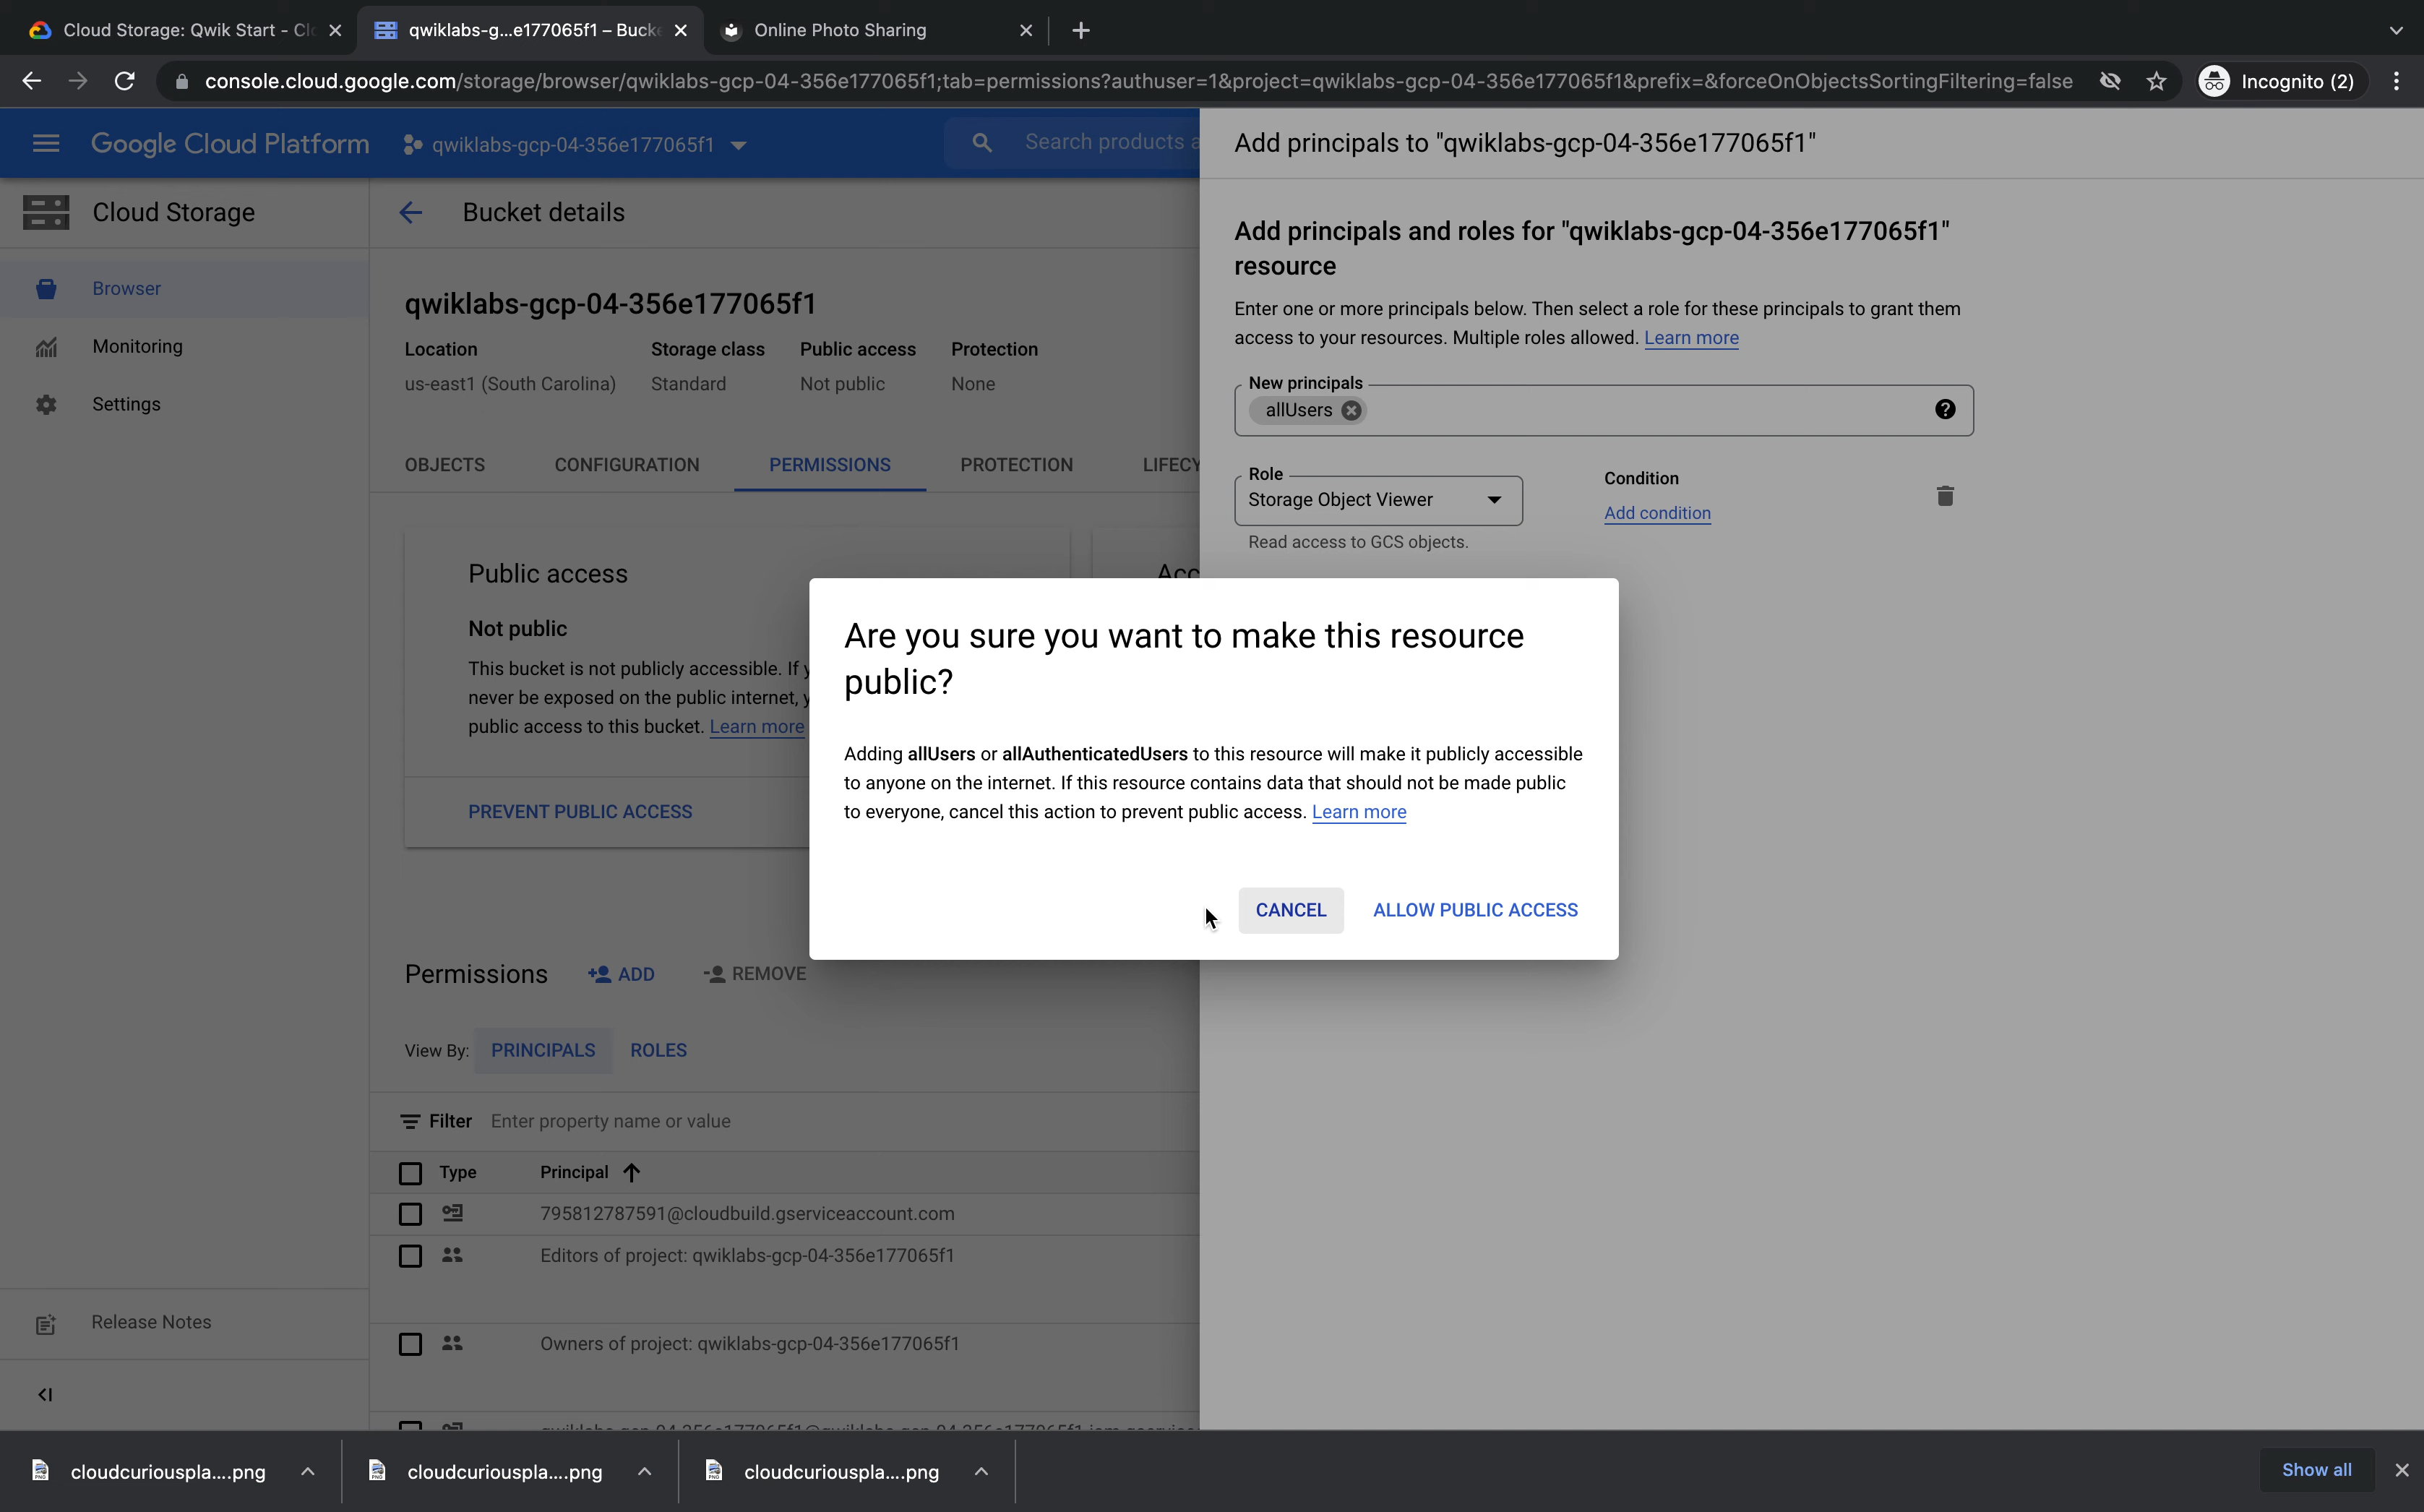 Cloud Storage: Qwik Start - Cl
qwiklabs-g...e177065f1 – Bucke
Online Photo Sharing
console.cloud.google.com/storage/browser/qwiklabs-gcp-04-356e177065f1;tab=permissions?authuser=1&project=qwiklabs-gcp-04-356e177065f1&prefix=&forceOnObjectsSortingFiltering=false
Incognito (2)
Google Cloud Platform
qwiklabs-gcp-04-356e177065f1
Search products a
Add principals to "qwiklabs-gcp-04-356e177065f1"
Cloud Storage
Browser
Monitoring
Settings
Release Notes
Bucket details
qwiklabs-gcp-04-356e177065f1
Location Storage class Public access Protection
us-east1 (South Carolina) Standard Not public None
OBJECTS CONFIGURATION PERMISSIONS PROTECTION LIFECY
Public access
Acc
Not public
This bucket is not publicly accessible. If y
never be exposed on the public internet, y
public access to this bucket. Learn more
PREVENT PUBLIC ACCESS
Permissions ADD REMOVE
View By: PRINCIPALS ROLES
Filter Enter property name or value
Type Principal
795812787591@cloudbuild.gserviceaccount.com
Editors of project: qwiklabs-gcp-04-356e177065f1
Owners of project: qwiklabs-gcp-04-356e177065f1
Add principals and roles for "qwiklabs-gcp-04-356e177065f1"
resource
Enter one or more principals below. Then select a role for these principals to grant them
access to your resources. Multiple roles allowed. Learn more
New principals
allUsers
Role
Storage Object Viewer
Read access to GCS objects.
Condition
Add condition
Are you sure you want to make this resource
public?
Adding allUsers or allAuthenticatedUsers to this resource will make it publicly accessible
to anyone on the internet. If this resource contains data that should not be made public
to everyone, cancel this action to prevent public access. Learn more
CANCEL ALLOW PUBLIC ACCESS
cloudcuriouspla....png
cloudcuriouspla....png
cloudcuriouspla....png
Show all